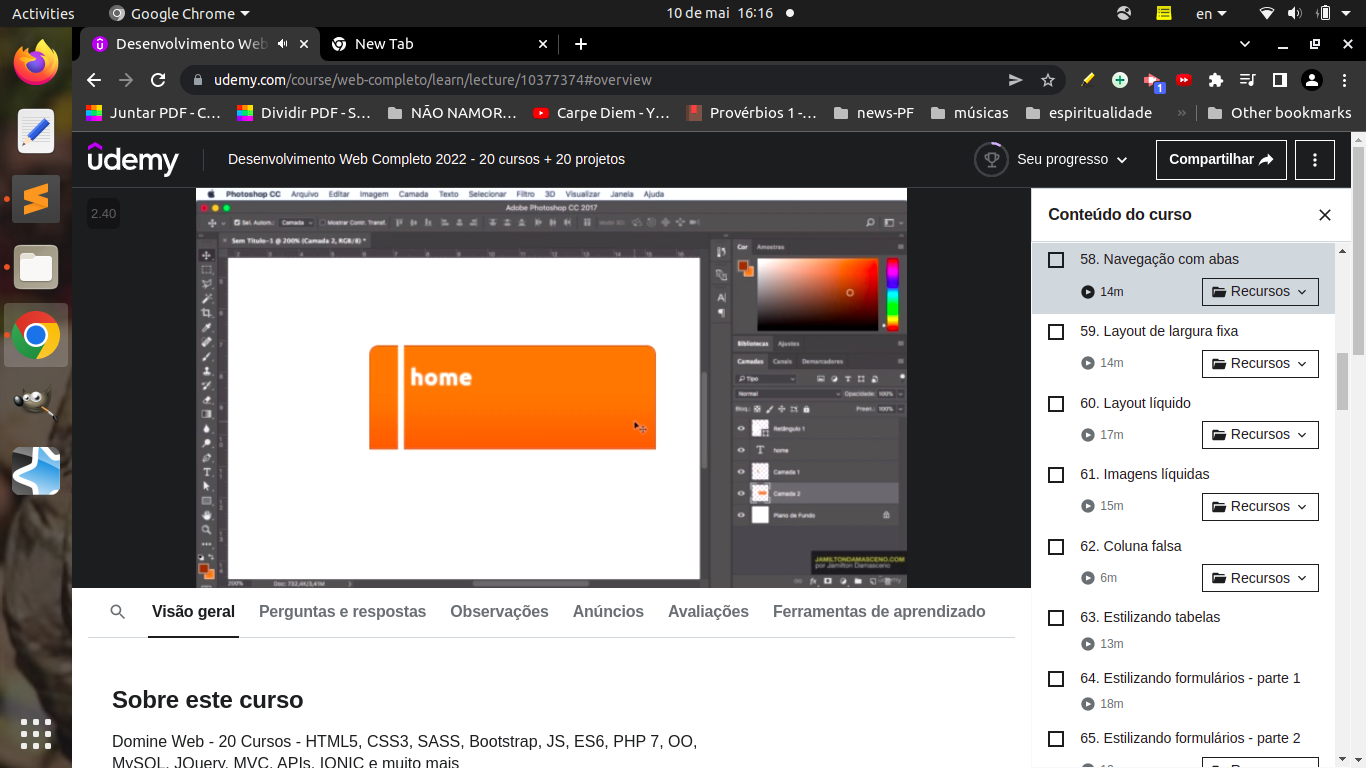 Activities
Google Chrome
10 de mai 16:16
en
Desenvolvimento Web
New Tab
udemy.com/course/web-completo/learn/lecture/10377374#overview
1
Juntar PDF - C…
Dividir PDF - S…
NÃO NAMOR…
Carpe Diem - Y…
Provérbios 1 -…
news-PF
músicas
espiritualidade
»
Other bookmarks
udemy
Desenvolvimento Web Completo 2022 - 20 cursos + 20 projetos
Seu progresso
Compartilhar
2.40
Photoshop CC Arquivo Editar Imagem Camada Texto Selecionar Filtro 3D Visualizar Janela Ajuda
Adobe Photoshop CC 2017
Sel. Autom.: Camada Mostrar Contr. Transf.
Sem Título-1 @ 200% (Camada 2, RGB/8) *
home
Cor Amostras
Bibliotecas Ajustes
Camadas Canais Demarcadores
Tipo
Normal Opacidade: 100%
Bloq.: Preen.: 100%
Retângulo 1
home
Camada 1
Camada 2
Plano de Fundo
JAMILTONDAMASCENO.COM
por Jamilton Damasceno
200% Doc: 732,4K/3,41M
Conteúdo do curso
58. Navegação com abas
14m
Recursos
59. Layout de largura fixa
14m
Recursos
60. Layout líquido
17m
Recursos
61. Imagens líquidas
15m
Recursos
62. Coluna falsa
6m
Recursos
63. Estilizando tabelas
13m
64. Estilizando formulários - parte 1
18m
65. Estilizando formulários - parte 2
Recursos
Visão geral
Perguntas e respostas
Observações
Anúncios
Avaliações
Ferramentas de aprendizado
Sobre este curso
Domine Web - 20 Cursos - HTML5, CSS3, SASS, Bootstrap, JS, ES6, PHP 7, OO,
MySQL, JQuery, MVC, APIs, IONIC e muito mais